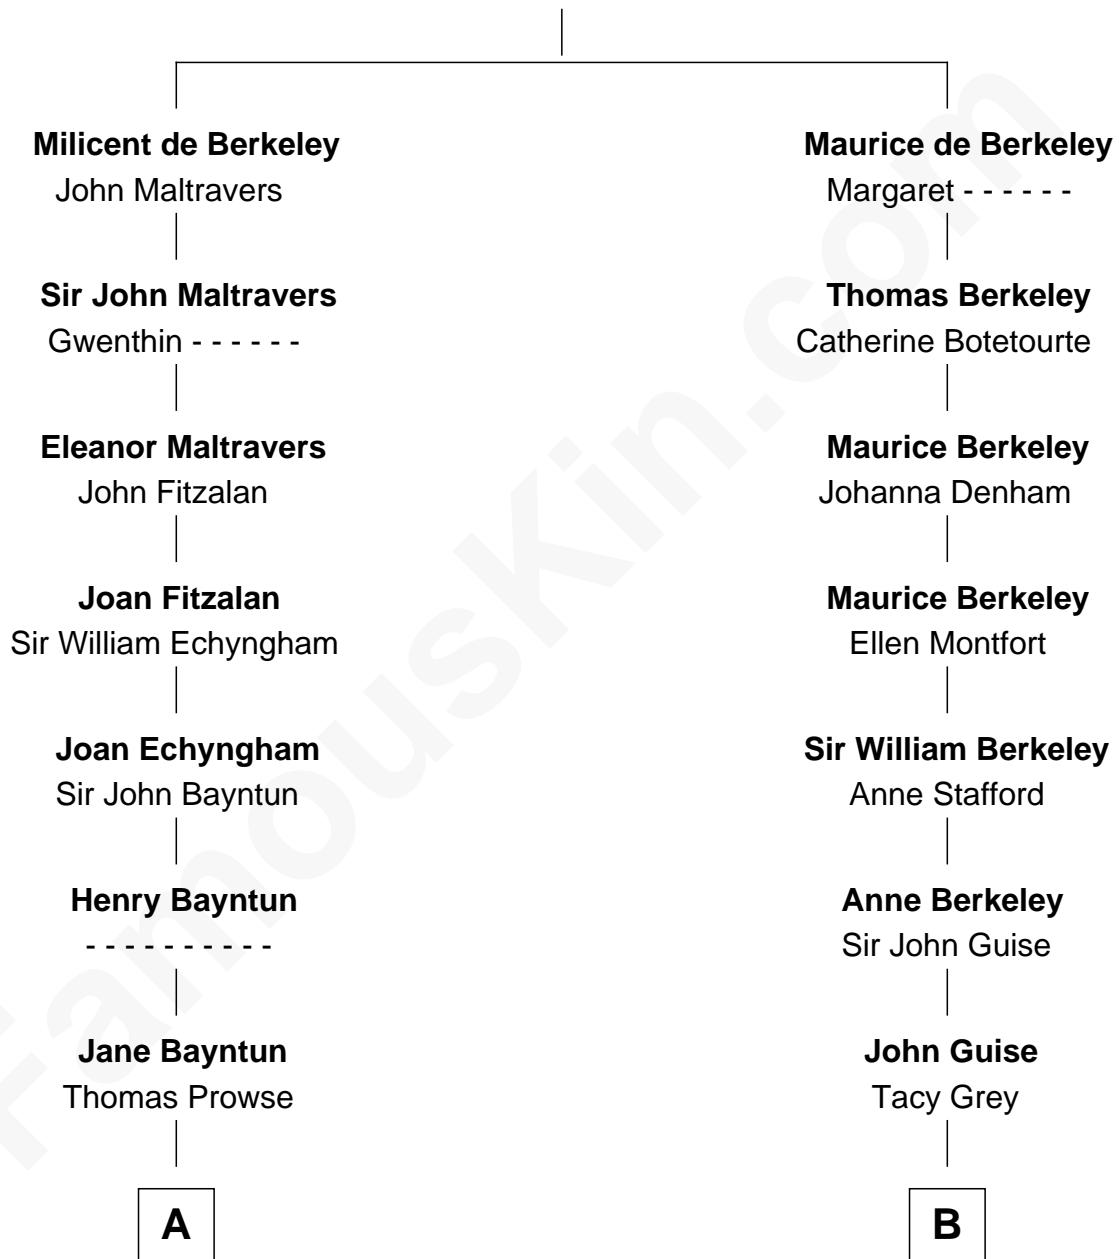 Milicent de Berkeley
John Maltravers
Sir John Maltravers
Gwenthin - - - - - -
Eleanor Maltravers
John Fitzalan
Joan Fitzalan
Sir William Echyngham
Joan Echyngham
Sir John Bayntun
Henry Bayntun
- - - - - - - - - -
Jane Bayntun
Thomas Prowse
A
Maurice de Berkeley
Margaret - - - - - -
Thomas Berkeley
Catherine Botetourte
Maurice Berkeley
Johanna Denham
Maurice Berkeley
Ellen Montfort
Sir William Berkeley
Anne Stafford
Anne Berkeley
Sir John Guise
John Guise
Tacy Grey
B
FamousKin.com